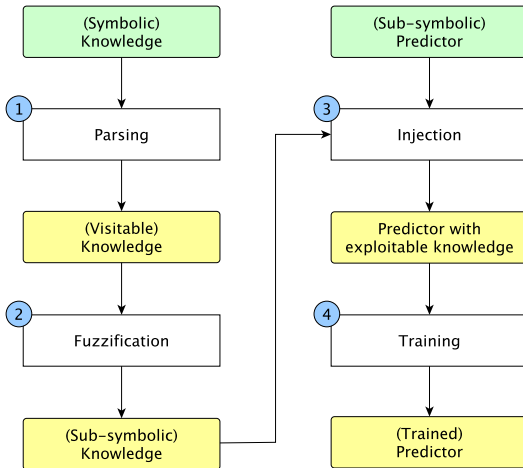 (Symbolic)
Knowledge
1
Parsing
(Visitable)
Knowledge
2
Fuzzification
(Sub-symbolic)
Knowledge
(Sub-symbolic)
Predictor
3
Injection
Predictor with
exploitable knowledge
4
Training
(Trained)
Predictor